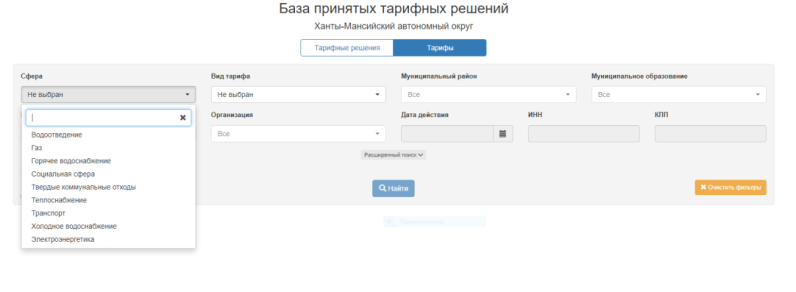 База принятых тарифных решений
Ханты-Мансийский автономный округ
Тарифные решения Тарифы
Сфера Вид тарифа Муниципальный район Муниципальное образование
Не выбран Не выбран Все Все
Организация Дата действия ИНН КПП
Все
Водоотведение
Газ
Горячее водоснабжение
Социальная сфера
Твердые коммунальные отходы
Теплоснабжение
Транспорт
Холодное водоснабжение
Электроэнергетика
Расширенный поиск
Найти
Очистить фильтры